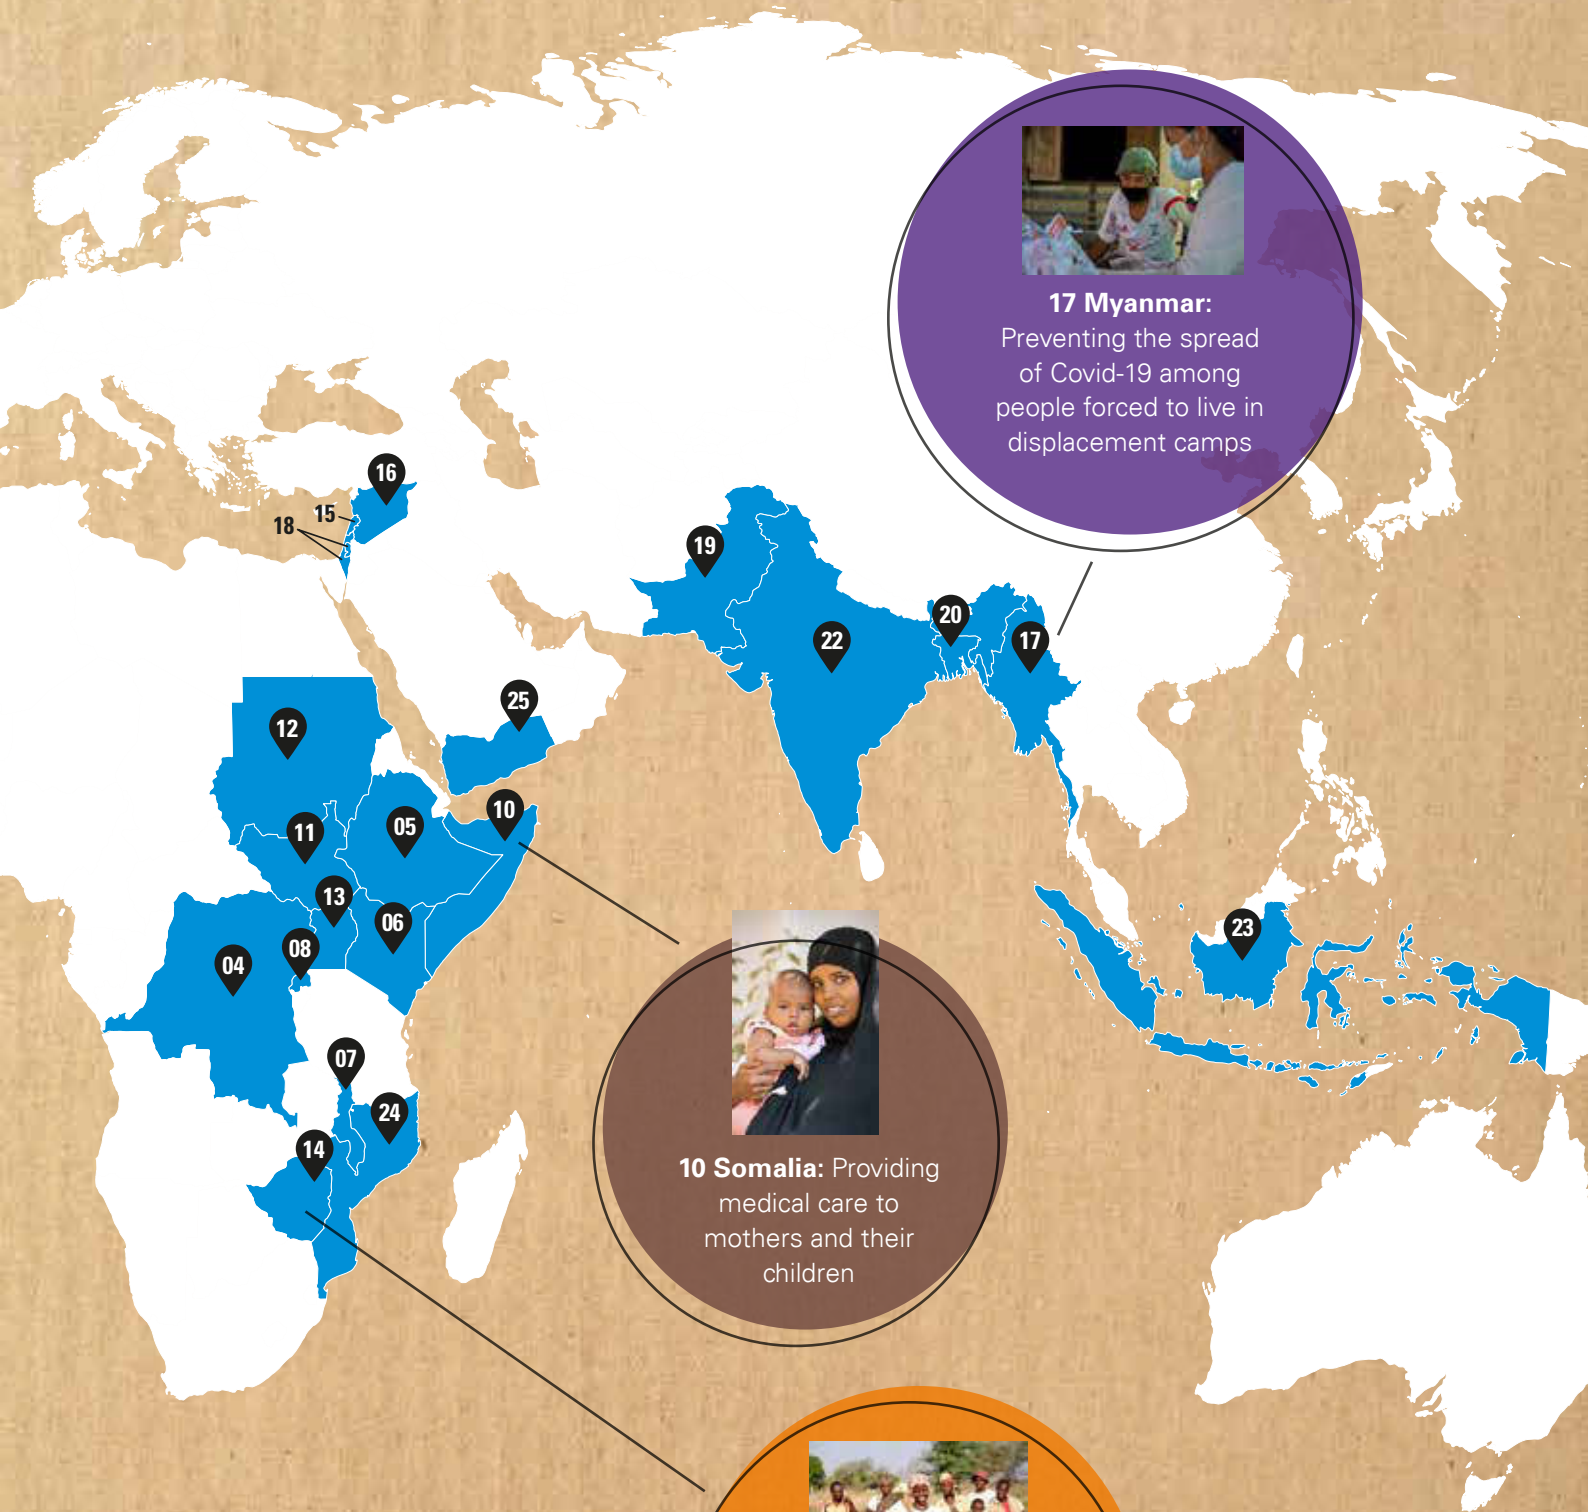 17 Myanmar:
Preventing the spread
of Covid-19 among
people forced to live in
displacement camps
16
15
18
19
20
22
17
25
12
10
11
05
13
06
08
04
23
07
24
14
10 Somalia: Providing
medical care to
mothers and their
children